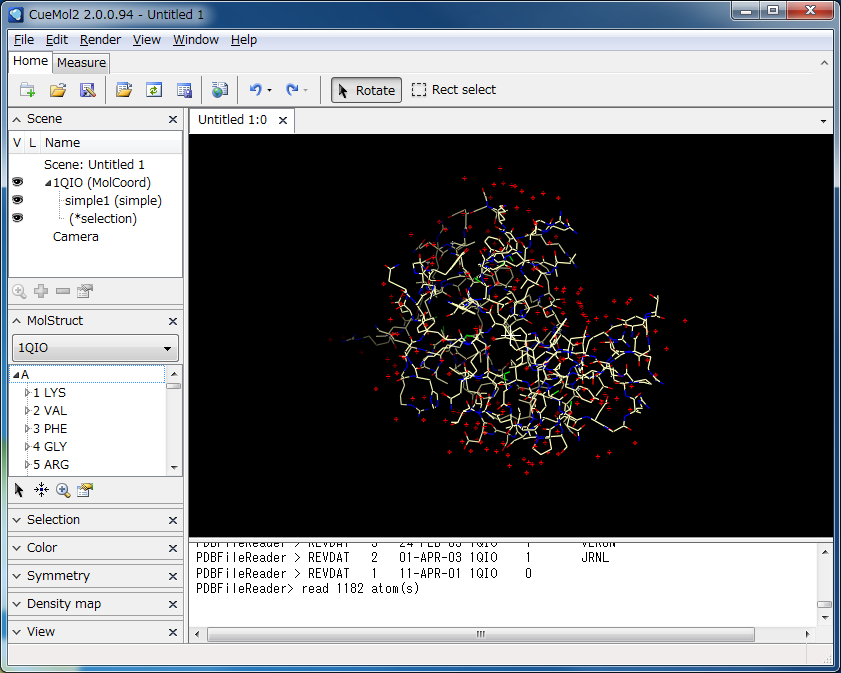 CueMol2 2.0.0.94 - Untitled 1
File Edit Render View Window Help
Home Measure
Rotate Rect select
Scene
V L Name
Scene: Untitled 1
1QIO (MolCoord)
simple1 (simple)
(*selection)
Camera
MolStruct
1QIO
A
1 LYS
2 VAL
3 PHE
4 GLY
5 ARG
Selection
Color
Symmetry
Density map
View
Untitled 1:0
PDBFileReader > REVDAT 3 24-FEB-09 1QIO 1 VERSN
PDBFileReader > REVDAT 2 01-APR-03 1QIO 1 JRNL
PDBFileReader > REVDAT 1 11-APR-01 1QIO 0
PDBFileReader> read 1182 atom(s)